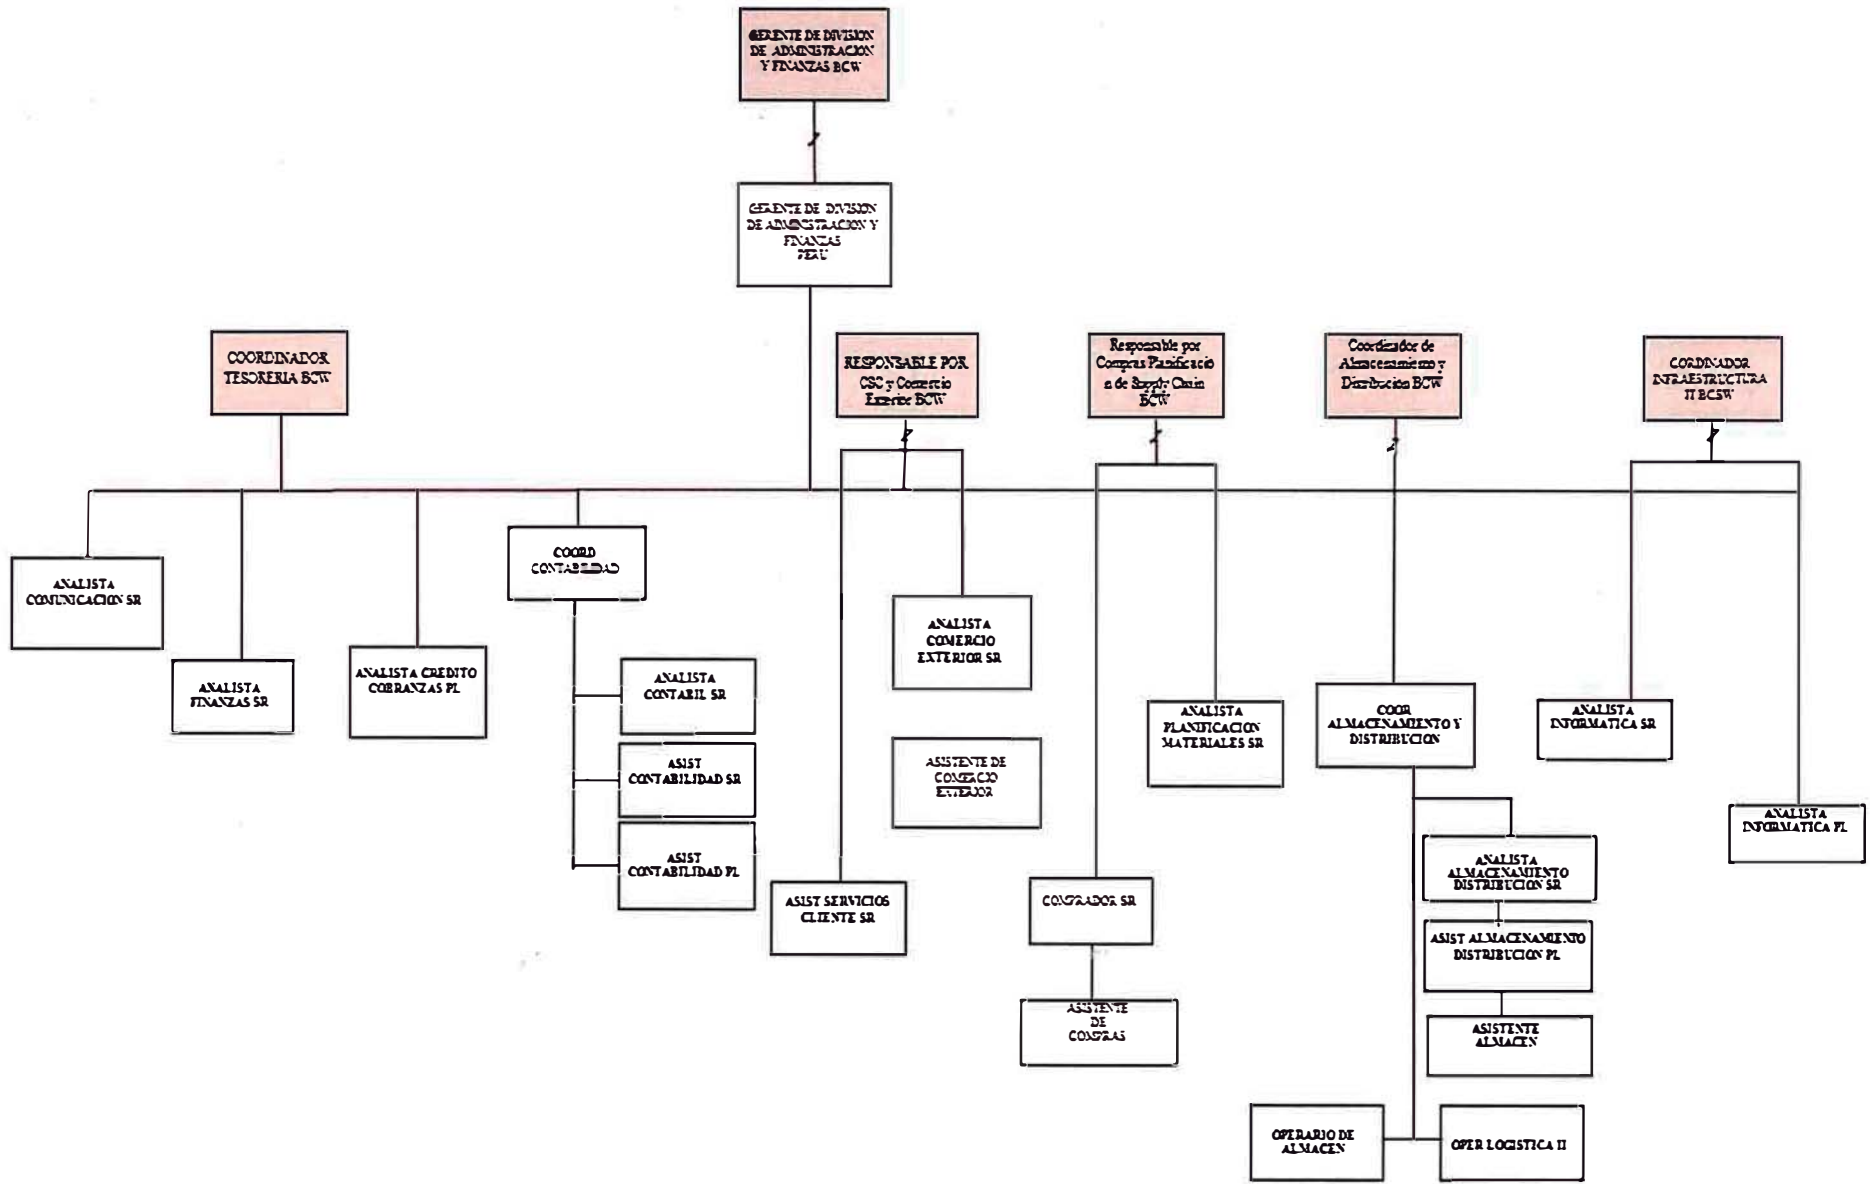 GERENTE DE DIVISION
DE ADMINISTRACION
Y FINANZAS BCW
GERENTE DE DIVISION
DE ADMINISTRACION Y
FINANZAS
PERU
COORDINADOR
TESORERIA BCW
RESPONSABLE POR
CSC y Comercio
Exterior BCW
Responsable por
Compras Planificacio
n de Supply Chain
BCW
Coordinador de
Almacenamiento y
Distribución BCW
CORDINADOR
INFRAESTRUCTURA
IT BCSW
ANALISTA
COMUNICACION SR
ANALISTA
FINANZAS SR
ANALISTA CREDITO
COBRANZAS PL
COORD
CONTABILIDAD
ANALISTA
CONTABIL SR
ASIST
CONTABILIDAD SR
ASIST
CONTABILIDAD PL
ASIST SERVICIOS
CLIENTE SR
ANALISTA
COMERCIO
EXTERIOR SR
ASISTENTE DE
COMERCIO
EXTERIOR
COMPRADOR SR
ASISTENTE
DE
COMPRAS
ANALISTA
PLANIFICACION
MATERIALES SR
COOR
ALMACENAMIENTO Y
DISTRIBUCION
ANALISTA
ALMACENAMIENTO
DISTRIBUCION SR
ASIST ALMACENAMIENTO
DISTRIBUCION PL
ASISTENTE
ALMACEN
OPERARIO DE
ALMACEN
OPER LOGISTICA II
ANALISTA
INFORMATICA SR
ANALISTA
INFORMATICA PL